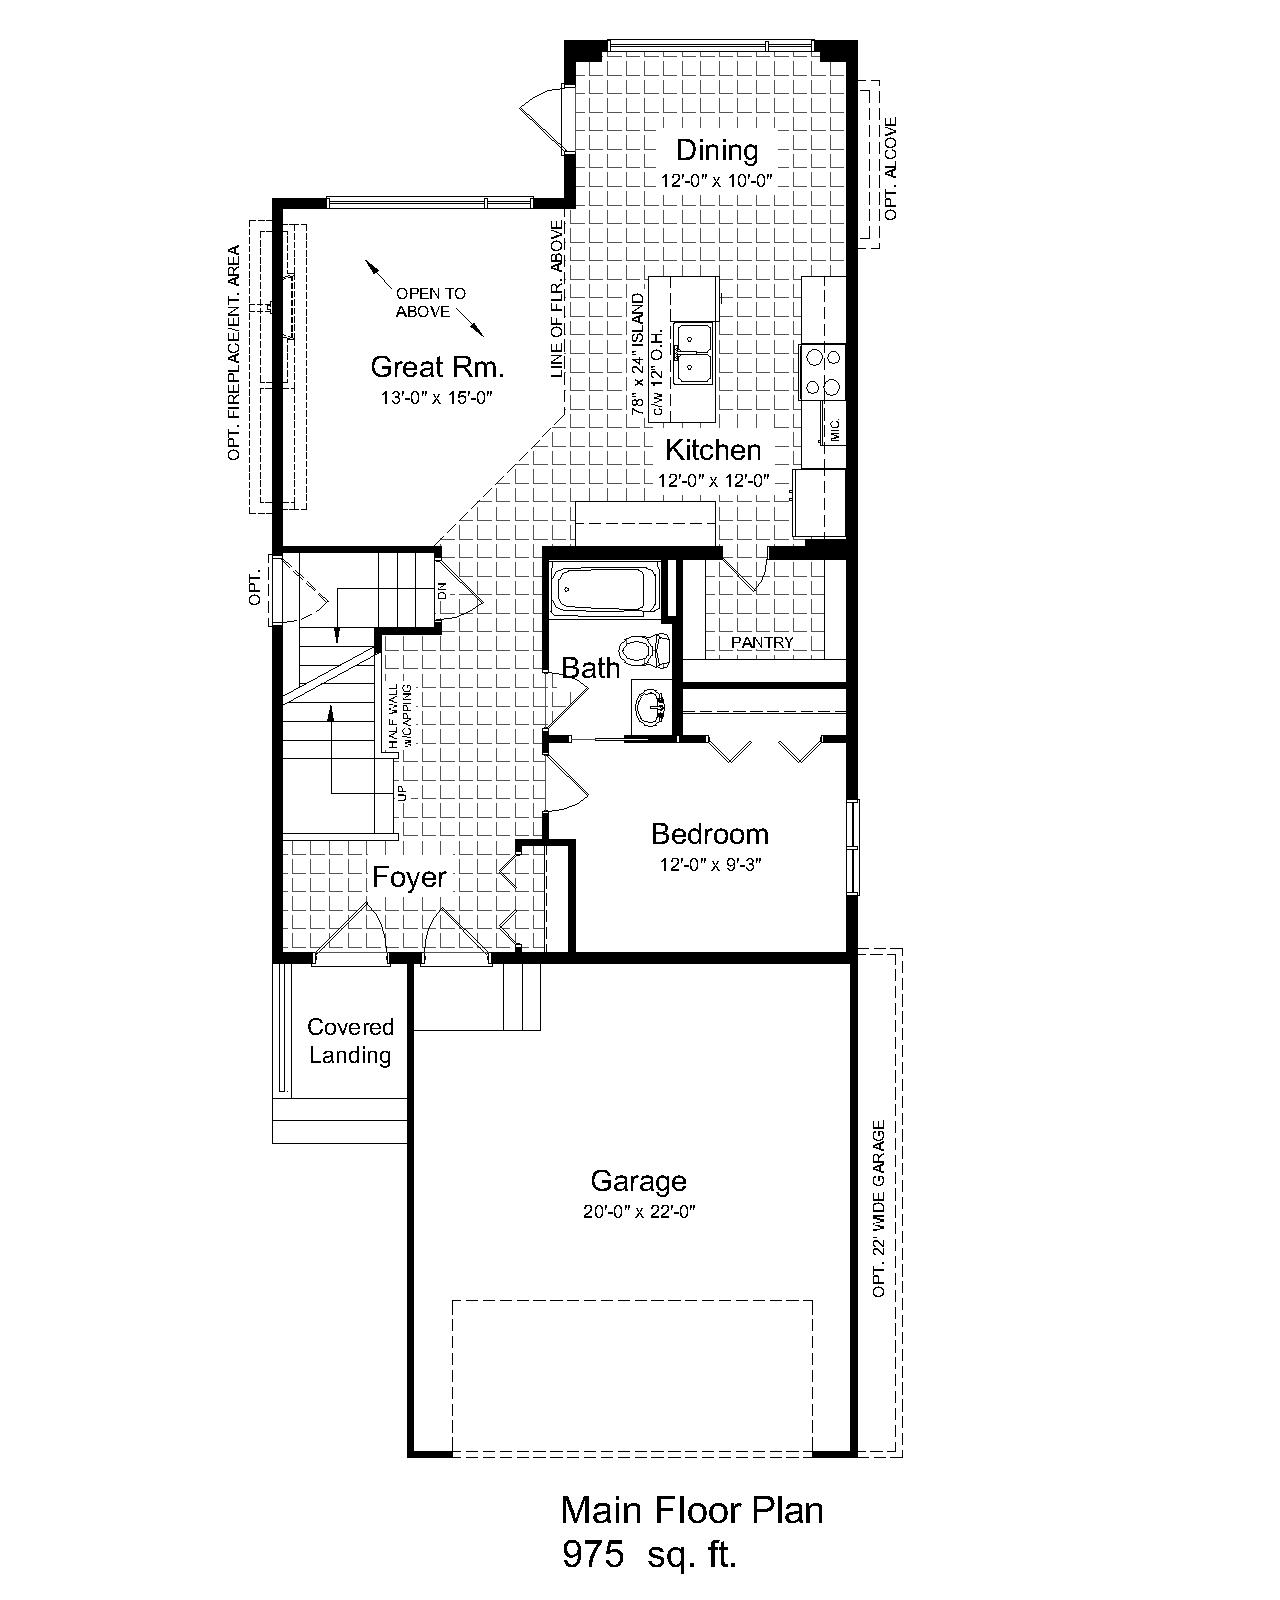 Dining
12'-0" x 10'-0"
OPT. ALCOVE
OPT. FIREPLACE/ENT. AREA
OPEN TO
ABOVE
LINE OF FLR. ABOVE
Great Rm.
13'-0" x 15'-0"
78" x 24" ISLAND
c/w 12" O.H.
MIC.
Kitchen
12'-0" x 12'-0"
OPT.
DN
PANTRY
Bath
HALF WALL
w/CAPPING
UP
Bedroom
12'-0" x 9'-3"
Foyer
Covered
Landing
Garage
20'-0" x 22'-0"
OPT. 22' WIDE GARAGE
Main Floor Plan
975 sq. ft.